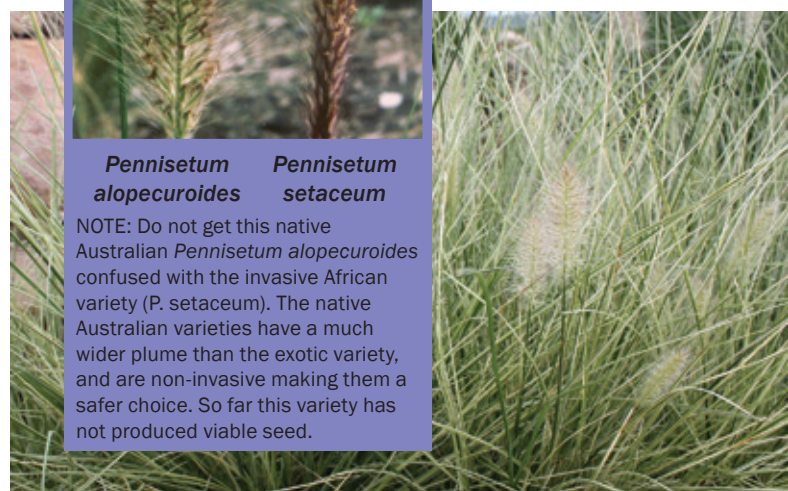 Pennisetum alopecuroides
Pennisetum setaceum
NOTE: Do not get this native
Australian Pennisetum alopecuroides
confused with the invasive African
variety (P. setaceum). The native
Australian varieties have a much
wider plume than the exotic variety,
and are non-invasive making them a
safer choice. So far this variety has
not produced viable seed.